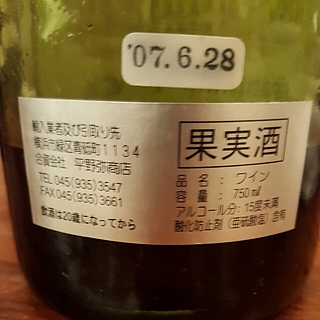 '07.6.28
輸入業者及び引取り先
横浜市緑区青砥町1134
合資会社 平野弥商店
TEL 045(935)3547
FAX 045(935)3661
飲酒は20歳になってから
果実酒
品名：ワイン
容量：750ml
アルコール分：15度未満
酸化防止剤（亜硫酸塩）含有